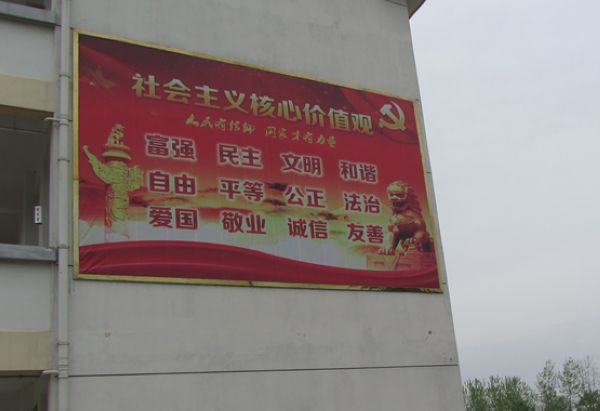 社会主义核心价值观
人民有信仰 国家才有力量
富强 民主 文明 和谐
自由 平等 公正 法治
爱国 敬业 诚信 友善